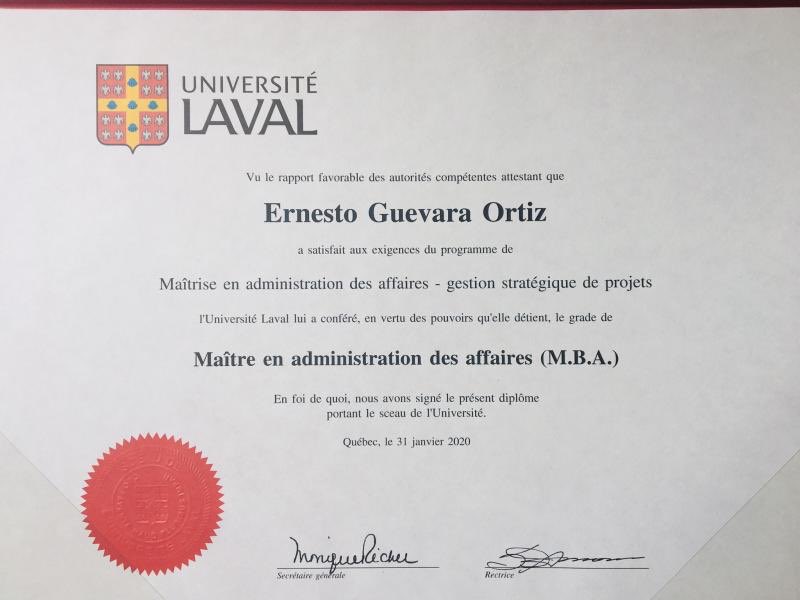 UNIVERSITÉ
LAVAL
Vu le rapport favorable des autorités compétentes attestant que
Ernesto Guevara Ortiz
a satisfait aux exigences du programme de
Maîtrise en administration des affaires - gestion stratégique de projets
l'Université Laval lui a conféré, en vertu des pouvoirs qu'elle détient, le grade de
Maître en administration des affaires (M.B.A.)
En foi de quoi, nous avons signé le présent diplôme
portant le sceau de l'Université.
Québec, le 31 janvier 2020
Monique Richer
Secrétaire générale
Rectrice